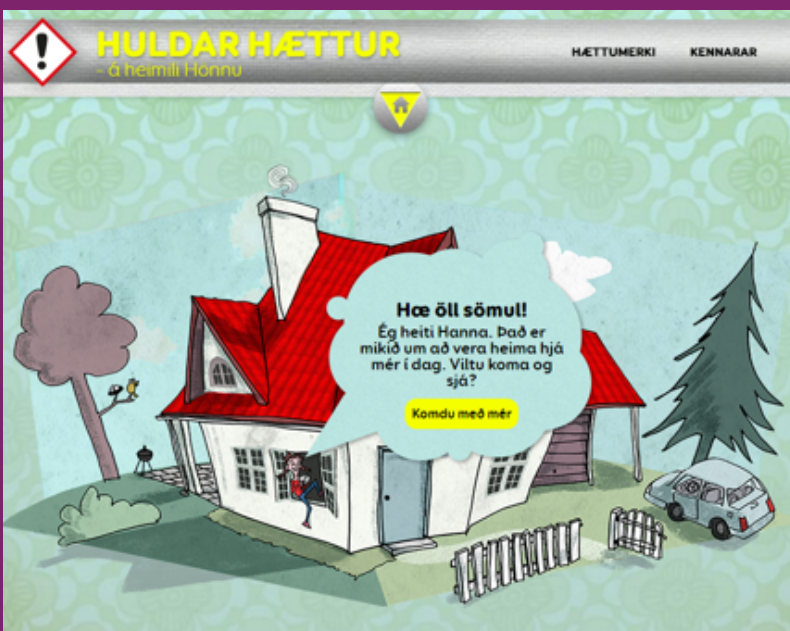 !
HULDAR HÆTTUR
- á heimili Hönnu
HÆTTUMERKI
KENNARAR
Hæ öll sömul!
Ég heiti Hanna. Það er
mikið um að vera heima hjá
mér í dag. Viltu koma og
sjá?
Komdu með mér